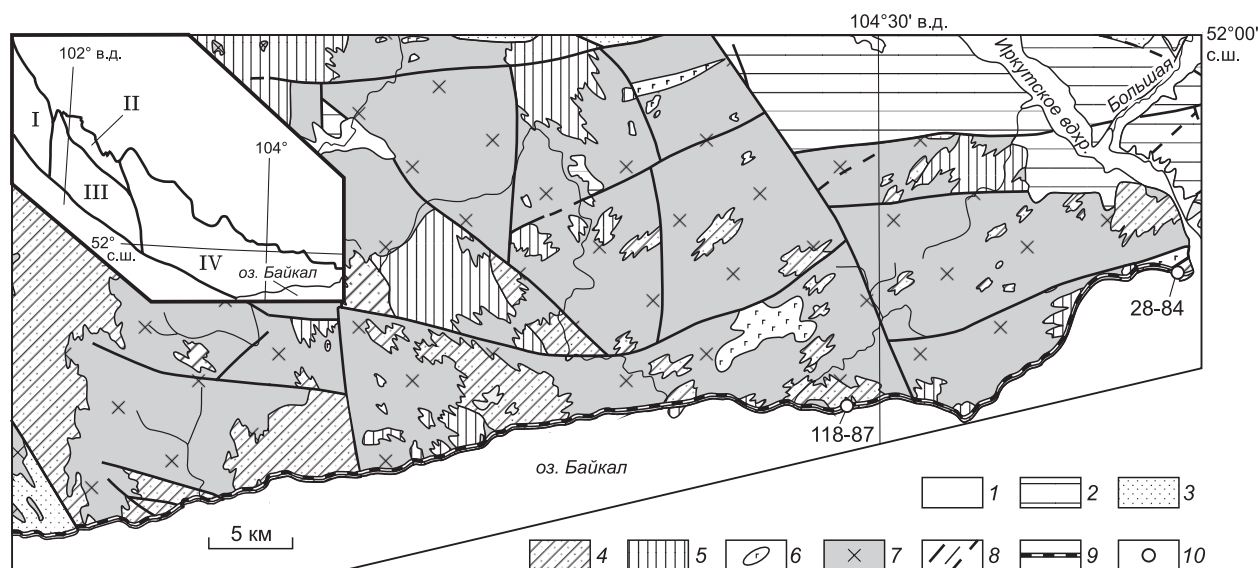 104°30' в.д.
52°00'
с.ш.
102° в.д.
I
II
104°
III
52°
с.ш.
IV
оз. Байкал
Иркутское вдхр.
Большая
28-84
118-87
оз. Байкал
5 км
1
2
3
4
5
6
7
8
9
10